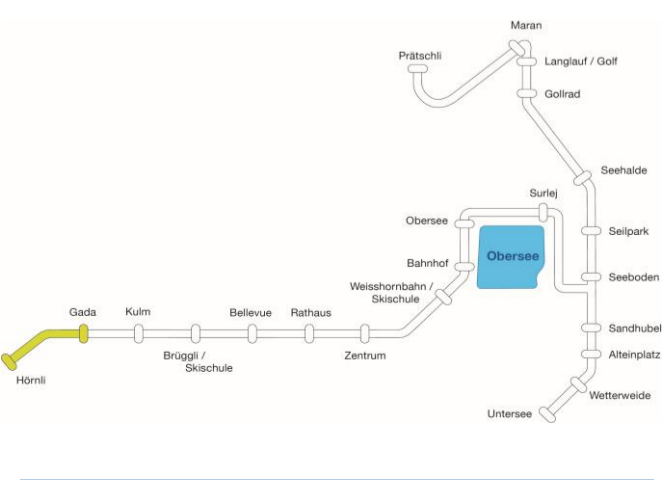 Maran
Prätschli
Langlauf / Golf
Gollrad
Seehalde
Surlej
Obersee
Seilpark
Obersee
Bahnhof
Seeboden
Weisshornbahn /
Skischule
Gada
Kulm
Bellevue
Rathaus
Sandhubel
Brüggli /
Skischule
Zentrum
Alteinplatz
Hörnli
Wetterweide
Untersee